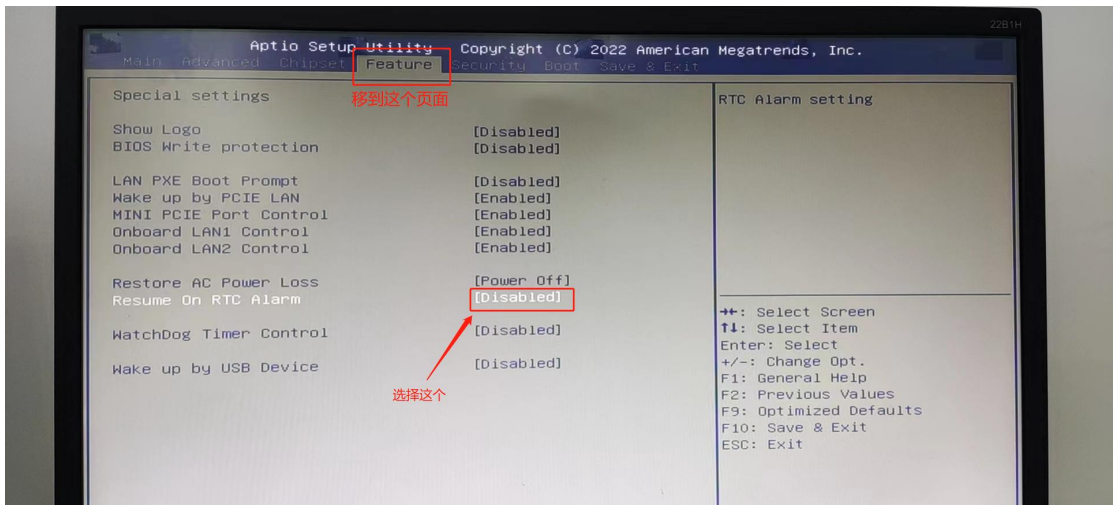 22B1H
Aptio Setup Utility Copyright (C) 2022 American Megatrends, Inc.
Main Advanced Chipset Feature Security Boot Save & Exit
移到这个页面
Special settings
RTC Alarm setting
Show Logo [Disabled]
BIOS Write protection [Disabled]
LAN PXE Boot Prompt [Disabled]
Wake up by PCIE LAN [Enabled]
MINI PCIE Port Control [Enabled]
Onboard LAN1 Control [Enabled]
Onboard LAN2 Control [Enabled]
Restore AC Power Loss [Power Off]
Resume On RTC Alarm [Disabled]
WatchDog Timer Control [Disabled]
Wake up by USB Device [Disabled]
选择这个
→←: Select Screen
↑↓: Select Item
Enter: Select
+/-: Change Opt.
F1: General Help
F2: Previous Values
F9: Optimized Defaults
F10: Save & Exit
ESC: Exit